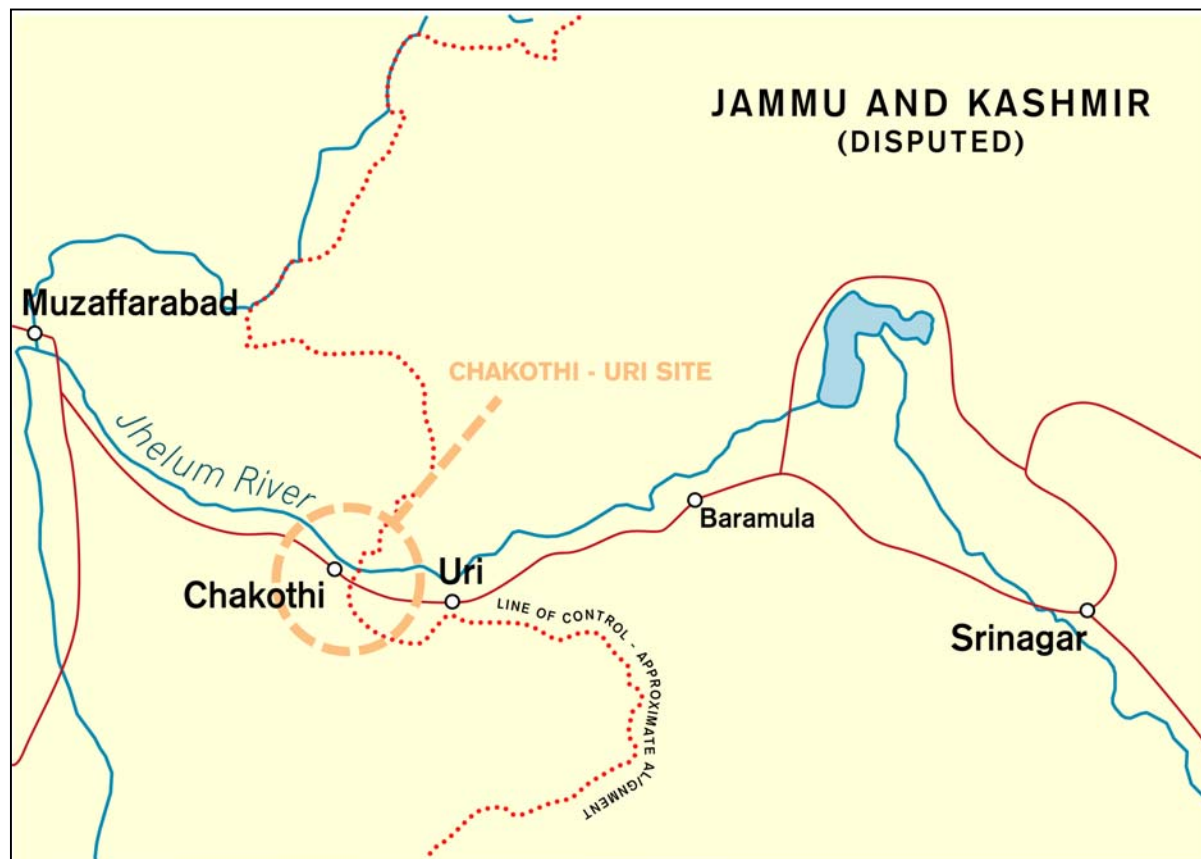 JAMMU AND KASHMIR
(DISPUTED)
Muzaffarabad
CHAKOTHI - URI SITE
Jhelum River
Baramula
Chakothi
Uri
LINE OF CONTROL - APPROXIMATE ALIGNMENT
Srinagar